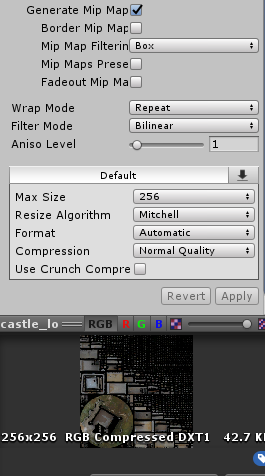 Generate Mip Map
Border Mip Map
Mip Map Filterin Box
Mip Maps Prese
Fadeout Mip Ma
Wrap Mode Repeat
Filter Mode Bilinear
Aniso Level 1
Default
Max Size 256
Resize Algorithm Mitchell
Format Automatic
Compression Normal Quality
Use Crunch Compre
Revert Apply
castle_lo RGB R G B
256x256 RGB Compressed DXT1 42.7 K